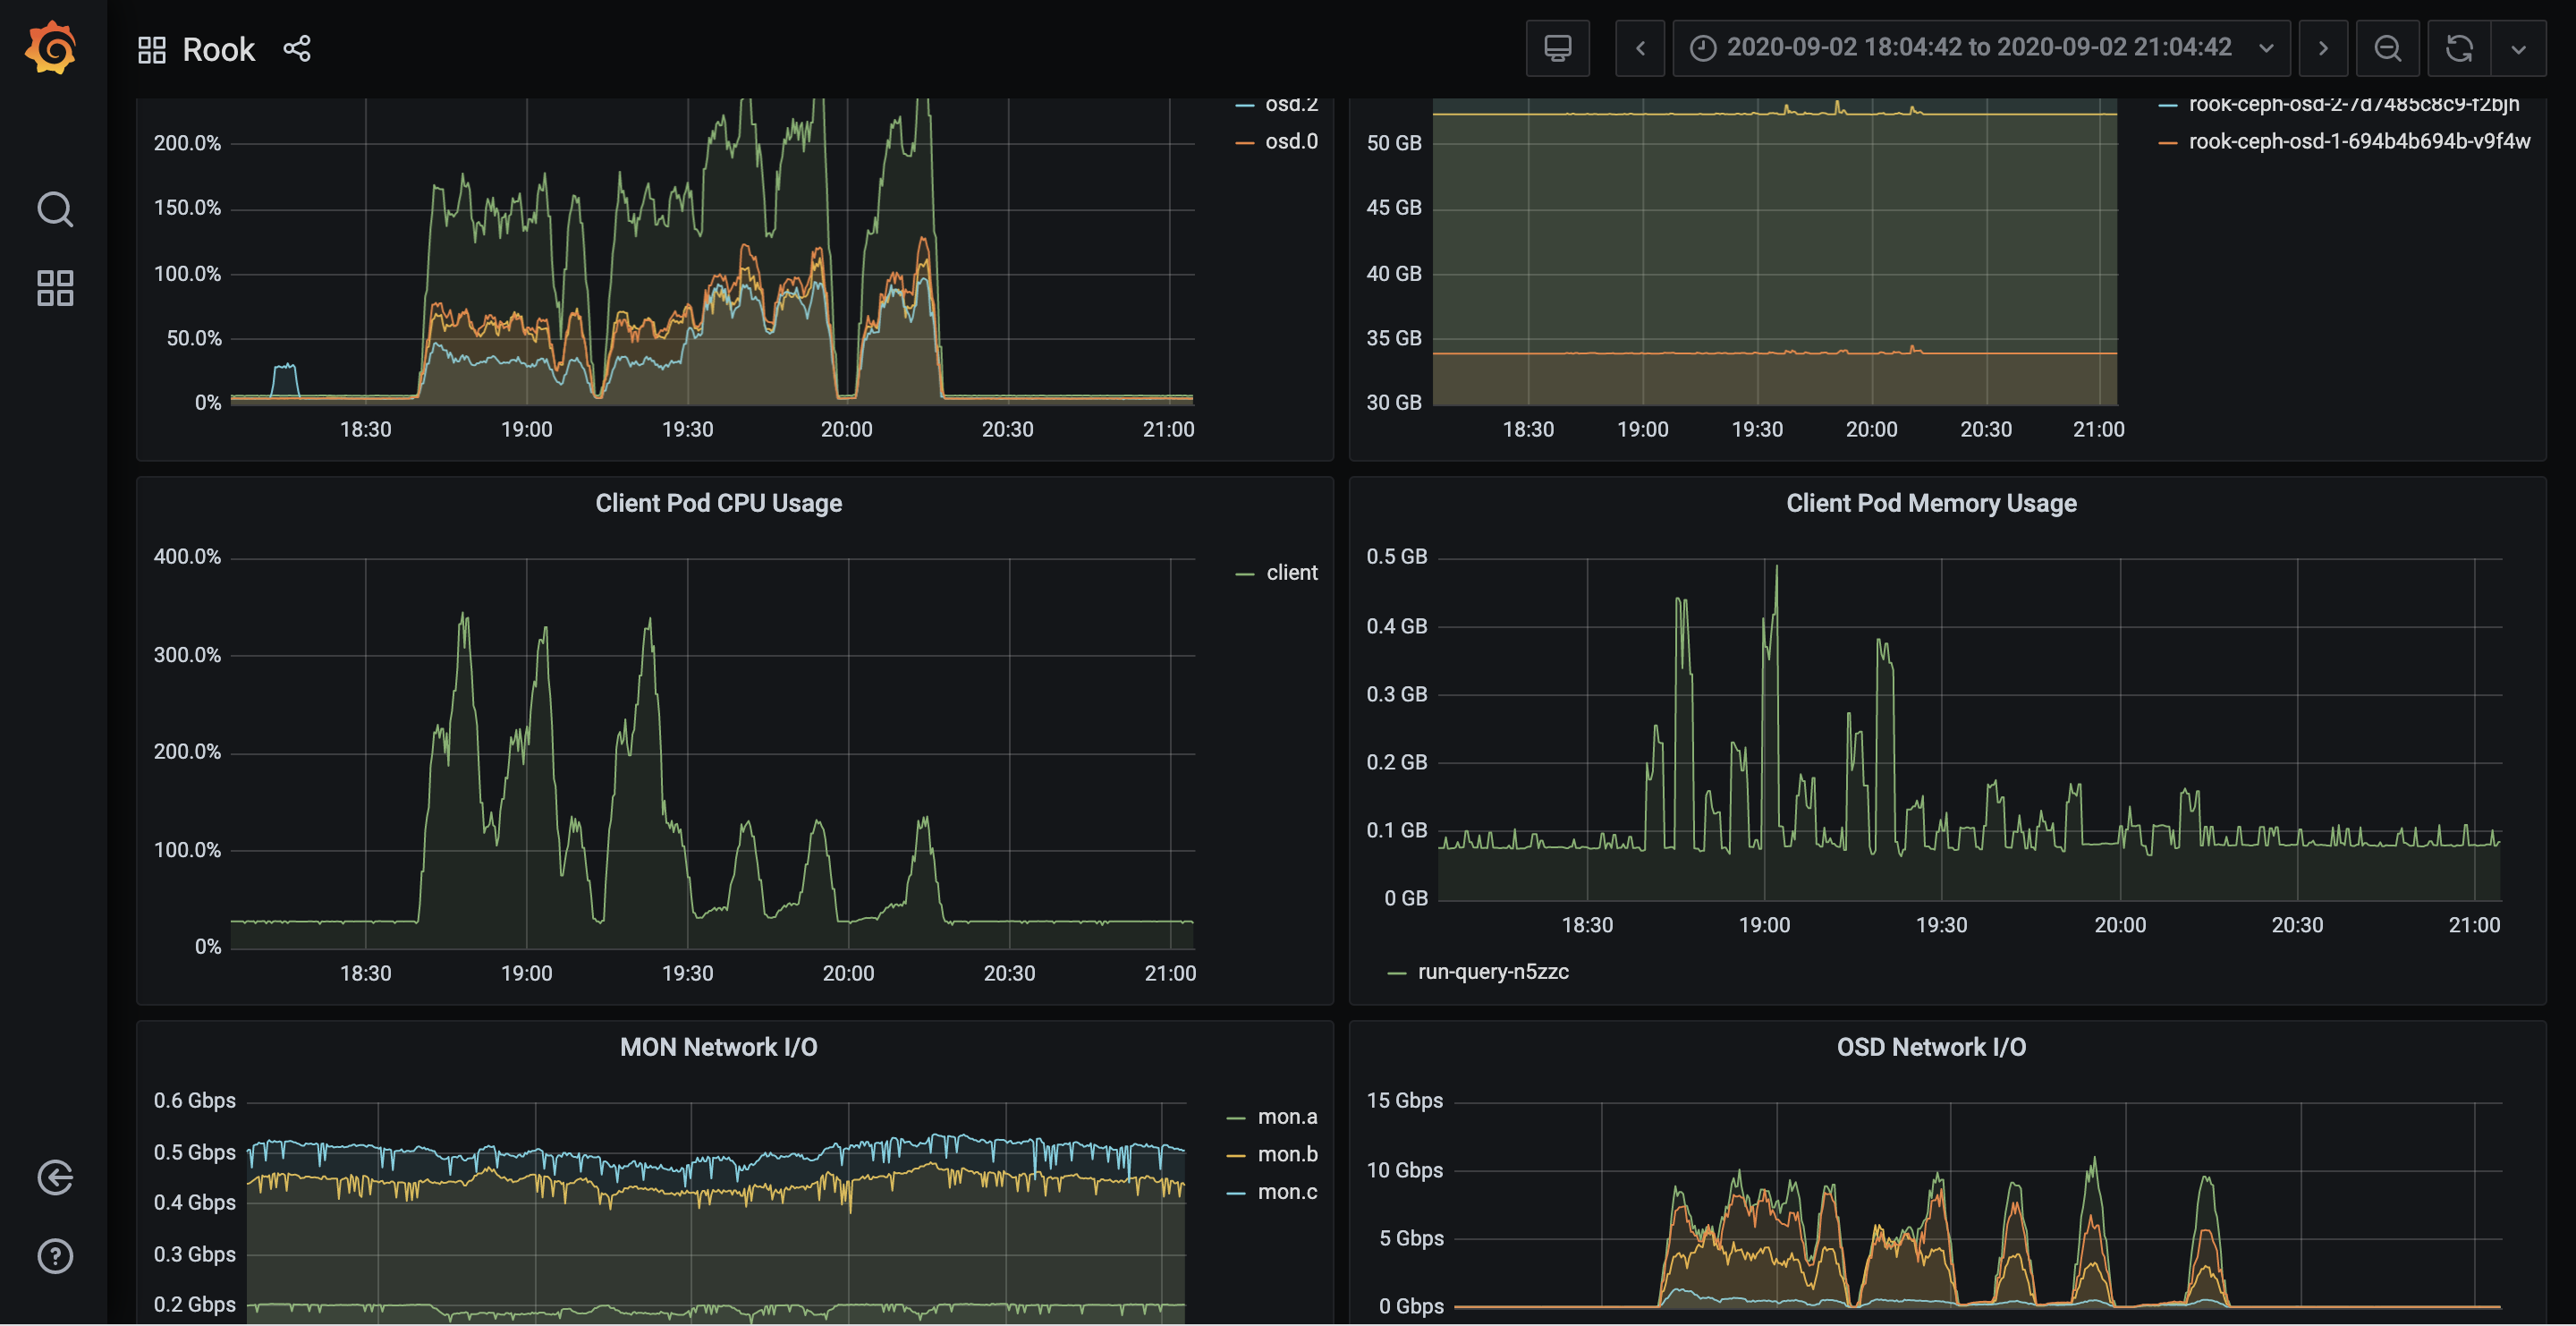 Rook
2020-09-02 18:04:42 to 2020-09-02 21:04:42
osd.2
osd.0
200.0%
150.0%
100.0%
50.0%
0%
18:30 19:00 19:30 20:00 20:30 21:00
rook-ceph-osd-2-7d7485c8c9-f2bjh
rook-ceph-osd-1-694b4b694b-v9f4w
50 GB
45 GB
40 GB
35 GB
30 GB
18:30 19:00 19:30 20:00 20:30 21:00
Client Pod CPU Usage
400.0%
300.0%
200.0%
100.0%
0%
18:30 19:00 19:30 20:00 20:30 21:00
client
Client Pod Memory Usage
0.5 GB
0.4 GB
0.3 GB
0.2 GB
0.1 GB
0 GB
18:30 19:00 19:30 20:00 20:30 21:00
run-query-n5zzc
MON Network I/O
0.6 Gbps
0.5 Gbps
0.4 Gbps
0.3 Gbps
0.2 Gbps
mon.a
mon.b
mon.c
OSD Network I/O
15 Gbps
10 Gbps
5 Gbps
0 Gbps